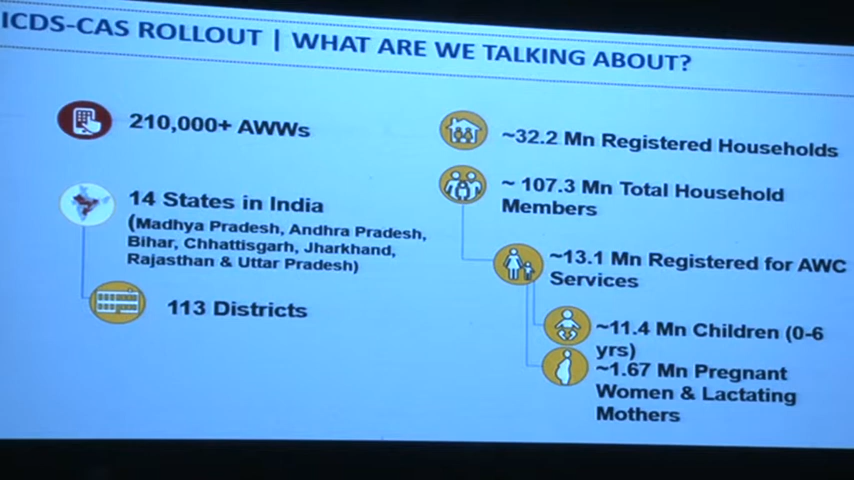 ICDS-CAS ROLLOUT | WHAT ARE WE TALKING ABOUT?
210,000+ AWWs
14 States in India
(Madhya Pradesh, Andhra Pradesh,
Bihar, Chhattisgarh, Jharkhand,
Rajasthan & Uttar Pradesh)
113 Districts
~32.2 Mn Registered Households
~ 107.3 Mn Total Household
Members
~13.1 Mn Registered for AWC
Services
~11.4 Mn Children (0-6
yrs)
~1.67 Mn Pregnant
Women & Lactating
Mothers